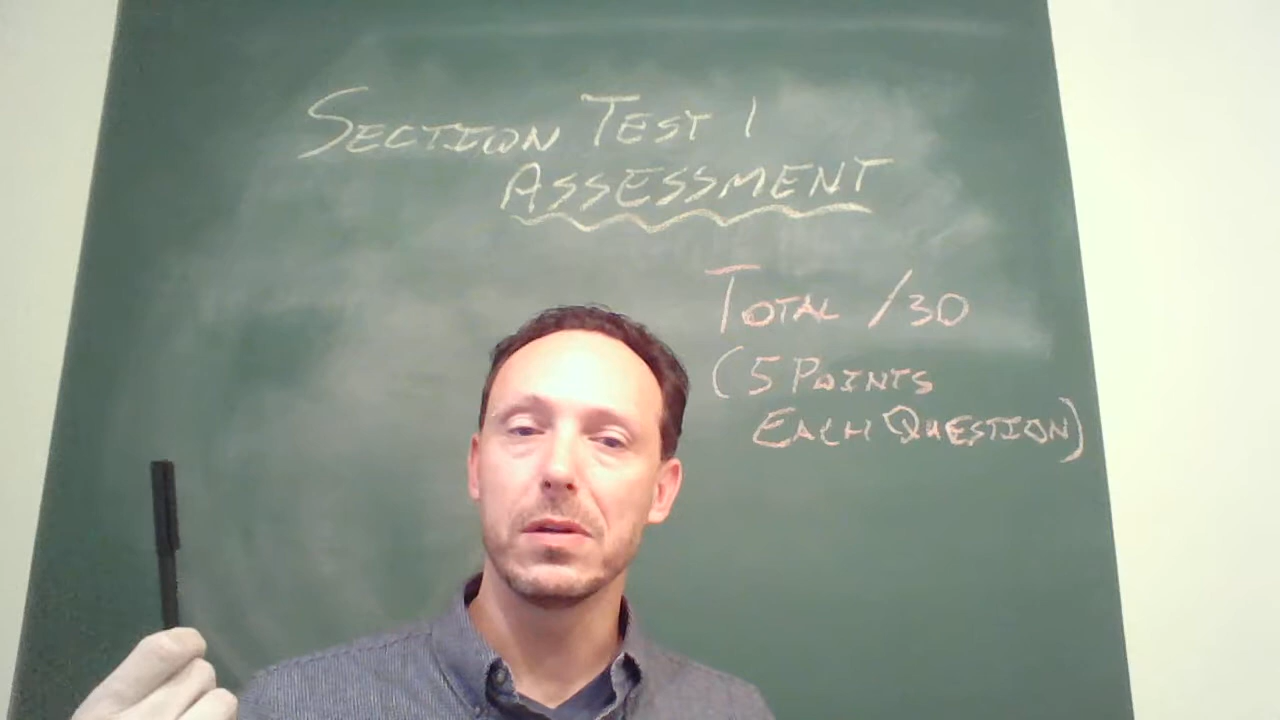 SECTION TEST 1
ASSESSMENT
TOTAL /30
(5 POINTS
EACH QUESTION)